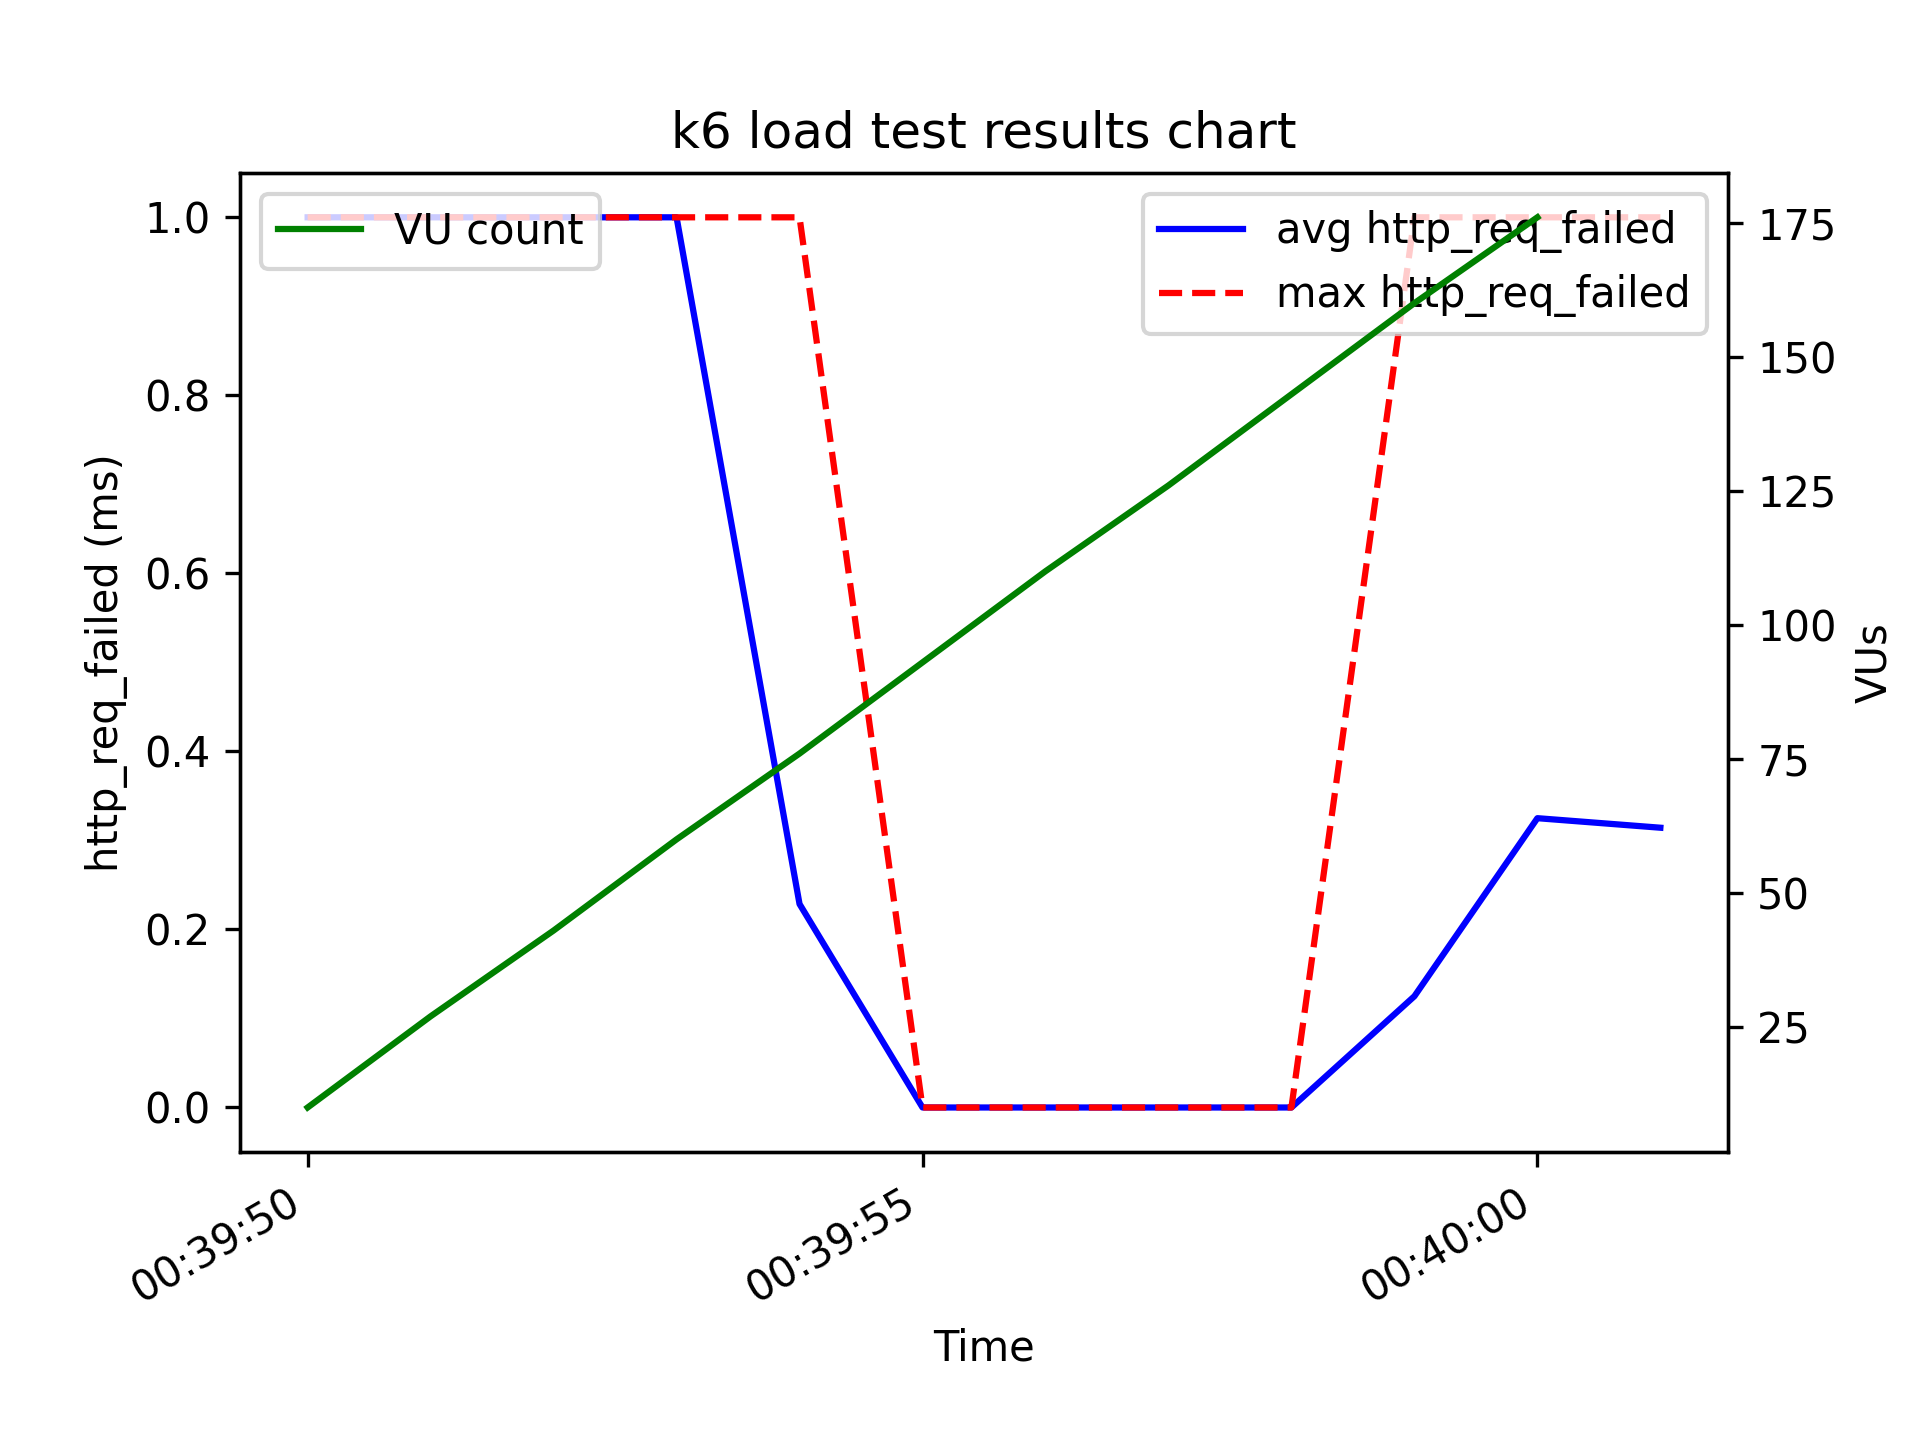 k6 load test results chart
VU count
avg http_req_failed
max http_req_failed
http_req_failed (ms)
1.0
0.8
0.6
0.4
0.2
0.0
175
150
125
100
75
50
25
VUs
00:39:50
00:39:55
00:40:00
Time